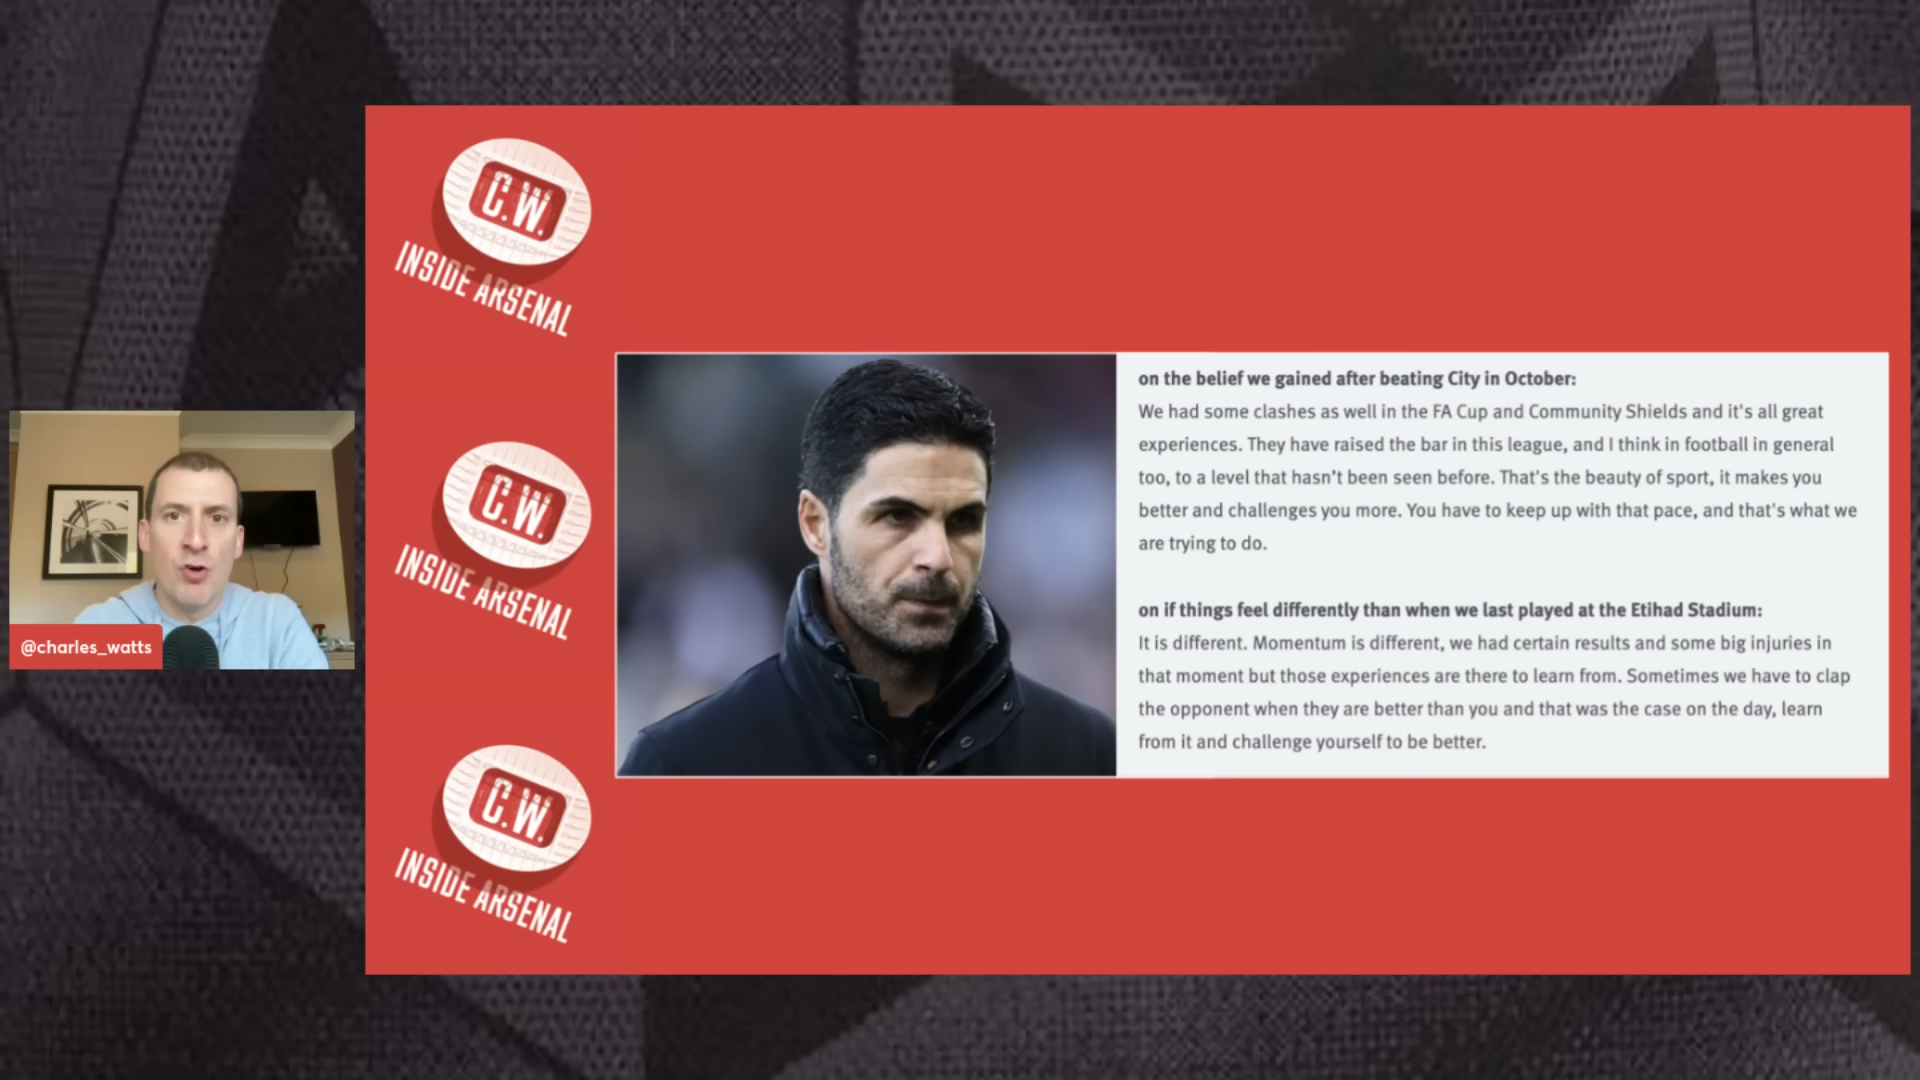 C.W.
INSIDE ARSENAL
C.W.
INSIDE ARSENAL
C.W.
INSIDE ARSENAL
@charles_watts
on the belief we gained after beating City in October:
We had some clashes as well in the FA Cup and Community Shields and it's all great
experiences. They have raised the bar in this league, and I think in football in general
too, to a level that hasn’t been seen before. That's the beauty of sport, it makes you
better and challenges you more. You have to keep up with that pace, and that's what we
are trying to do.
on if things feel differently than when we last played at the Etihad Stadium:
It is different. Momentum is different, we had certain results and some big injuries in
that moment but those experiences are there to learn from. Sometimes we have to clap
the opponent when they are better than you and that was the case on the day, learn
from it and challenge yourself to be better.